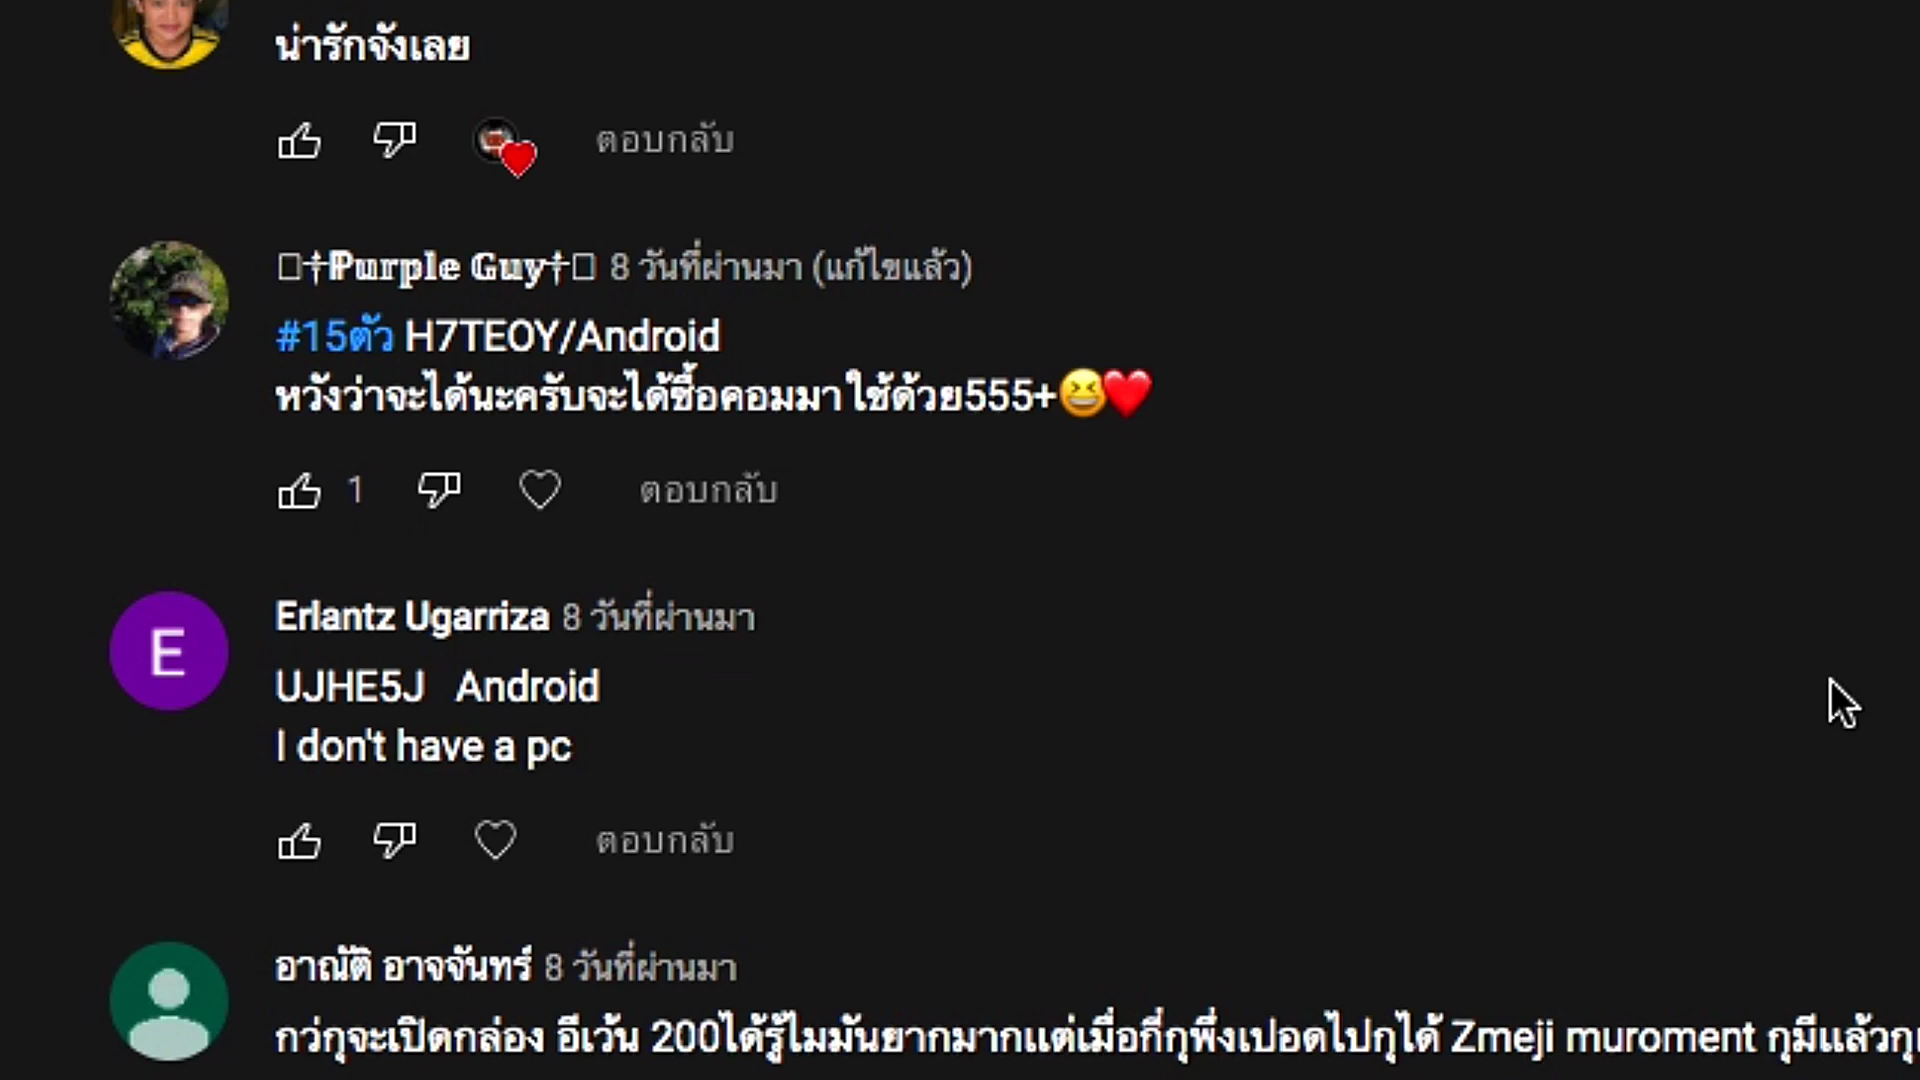 น่ารักจังเลย
ตอบกลับ
†ℙurple Guy† 8 วันที่ผ่านมา (แก้ไขแล้ว)
#15ตัว H7TEOY/Android
หวังว่าจะได้นะครับจะได้ซื้อคอมมาใช้ด้วย555+😆❤️
1
ตอบกลับ
E
Erlantz Ugarriza 8 วันที่ผ่านมา
UJHE5J Android
I don't have a pc
ตอบกลับ
อาณัติ อาจจันทร์ 8 วันที่ผ่านมา
กว่กุจะเปิดกล่อง อีเว้น 200ได้รู้ไมมันยากมากแต่เมื่อกี่กุพึ่งเปอดไปกุได้ Zmeji muroment กุมีแล้วกุ